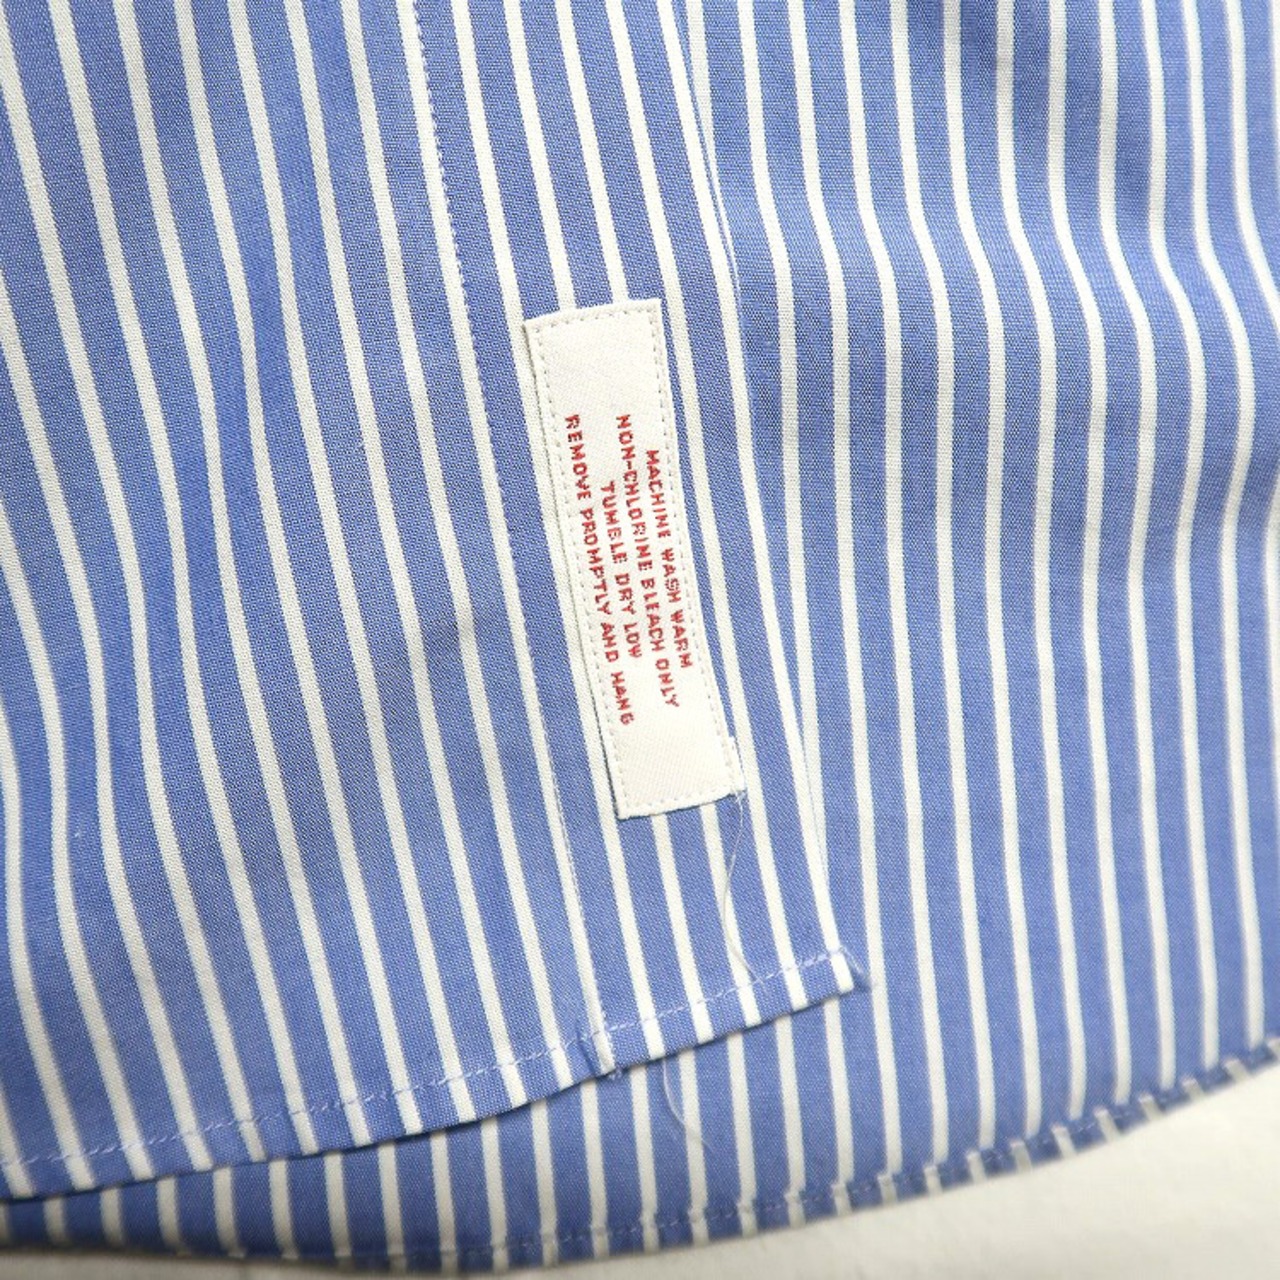 MACHINE WASH WARM
NON-CHLORINE BLEACH ONLY
TUMBLE DRY LOW
REMOVE PROMPTLY AND HANG